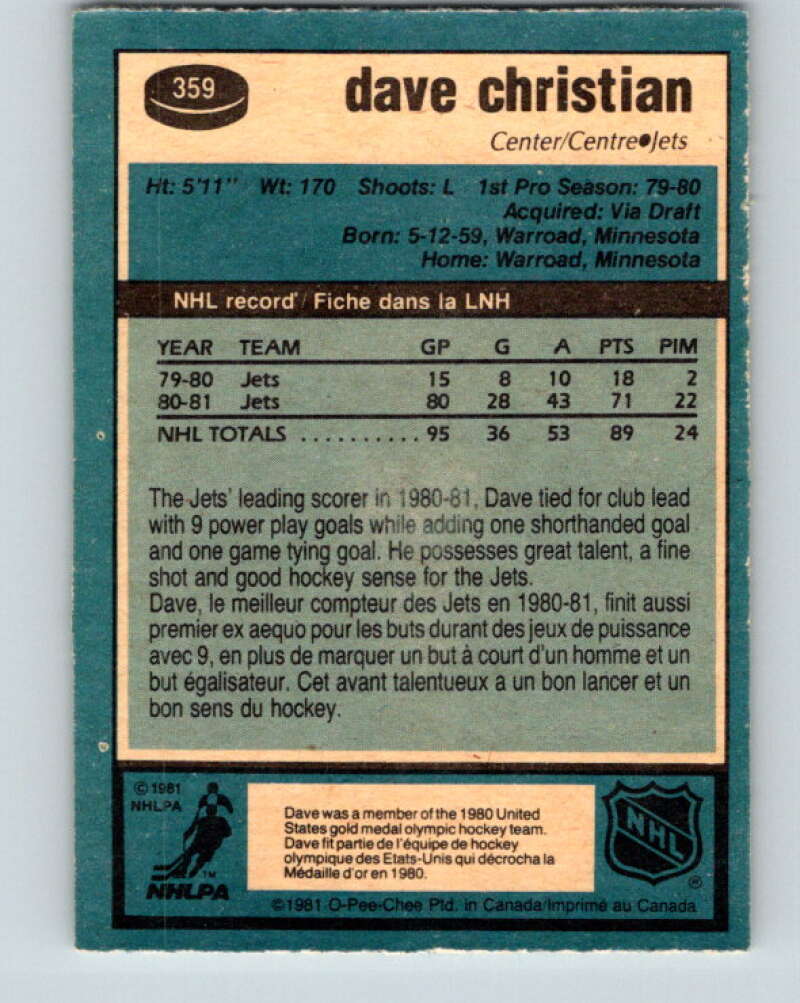 359
dave christian
Center/Centre●Jets
Ht: 5'11" Wt: 170 Shoots: L 1st Pro Season: 79-80
Acquired: Via Draft
Born: 5-12-59, Warroad, Minnesota
Home: Warroad, Minnesota
NHL record / Fiche dans la LNH
YEAR TEAM GP G A PTS PIM
79-80 Jets 15 8 10 18 2
80-81 Jets 80 28 43 71 22
NHL TOTALS .......... 95 36 53 89 24
The Jets' leading scorer in 1980-81, Dave tied for club lead
with 9 power play goals while adding one shorthanded goal
and one game tying goal. He possesses great talent, a fine
shot and good hockey sense for the Jets.
Dave, le meilleur compteur des Jets en 1980-81, finit aussi
premier ex aequo pour les buts durant des jeux de puissance
avec 9, en plus de marquer un but à court d'un homme et un
but égalisateur. Cet avant talentueux a un bon lancer et un
bon sens du hockey.
© 1981
NHLPA
TM
NHLPA
Dave was a member of the 1980 United
States gold medal olympic hockey team.
Dave fit partie de l'équipe de hockey
olympique des Etats-Unis qui décrocha la
Médaille d'or en 1980.
NHL
®
©1981 O-Pee-Chee Ptd. in Canada/Imprimé au Canada